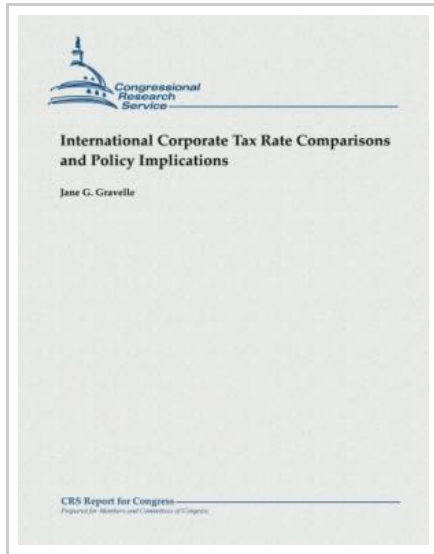 Congressional
Research
Service
International Corporate Tax Rate Comparisons
and Policy Implications
Jane G. Gravelle
CRS Report for Congress
Prepared for Members and Committees of Congress